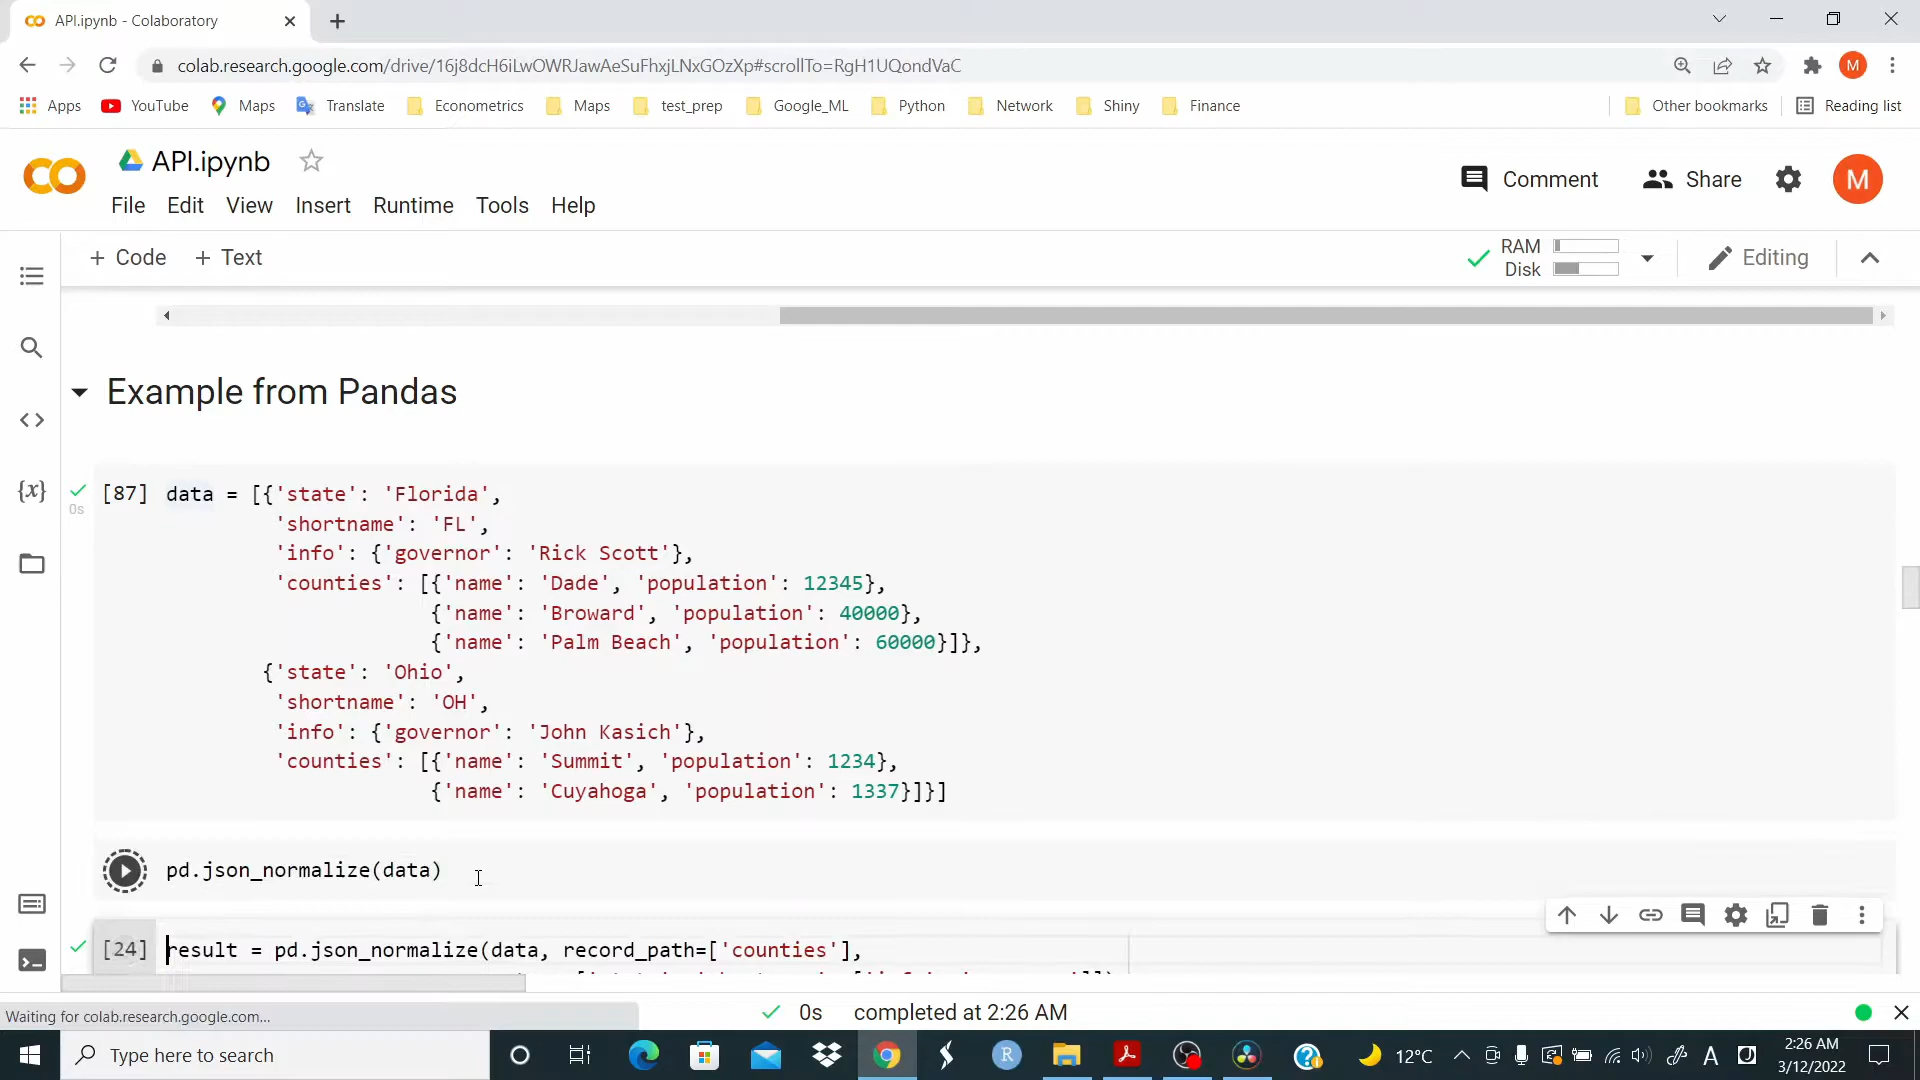 API.ipynb - Colaboratory
colab.research.google.com/drive/16j8dcH6iLwOWRJawAeSuFhxjLNxGOzXp#scrollTo=RgH1UQondVaC
M
Apps YouTube Maps Translate Econometrics Maps test_prep Google_ML Python Network Shiny Finance Other bookmarks Reading list
API.ipynb
Comment Share M
File Edit View Insert Runtime Tools Help
+ Code + Text
RAM
Disk
Editing
Example from Pandas
[87] data = [{'state': 'Florida',
0s
'shortname': 'FL',
'info': {'governor': 'Rick Scott'},
'counties': [{'name': 'Dade', 'population': 12345},
{'name': 'Broward', 'population': 40000},
{'name': 'Palm Beach', 'population': 60000}]},
{'state': 'Ohio',
'shortname': 'OH',
'info': {'governor': 'John Kasich'},
'counties': [{'name': 'Summit', 'population': 1234},
{'name': 'Cuyahoga', 'population': 1337}]}]
pd.json_normalize(data)
[24] result = pd.json_normalize(data, record_path=['counties'],
Waiting for colab.research.google.com...
0s completed at 2:26 AM
Type here to search
12°C
2:26 AM
3/12/2022